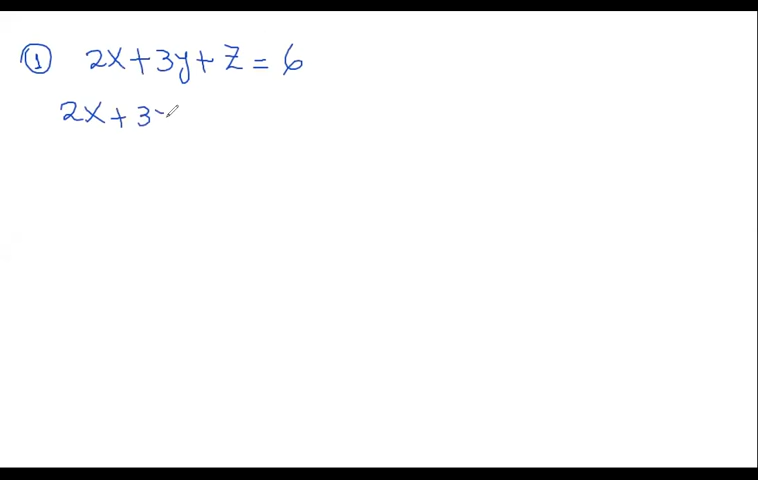 ① 2x + 3y + z = 6
2x + 3